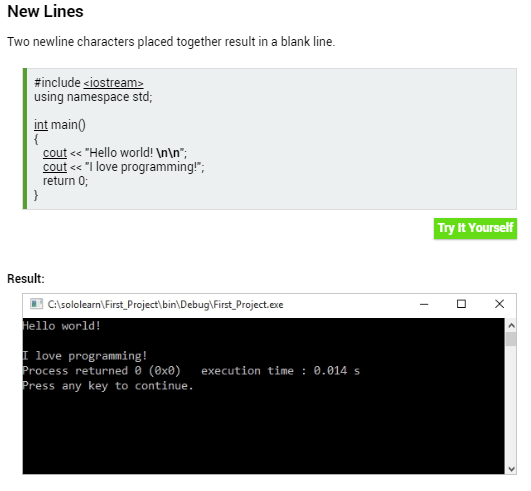 New Lines
Two newline characters placed together result in a blank line.
#include <iostream>
using namespace std;
int main()
{
cout << "Hello world! \n\n";
cout << "I love programming!";
return 0;
}
Try It Yourself
Result:
C:\sololearn\First_Project\bin\Debug\First_Project.exe
Hello world!
I love programming!
Process returned 0 (0x0)   execution time : 0.014 s
Press any key to continue.